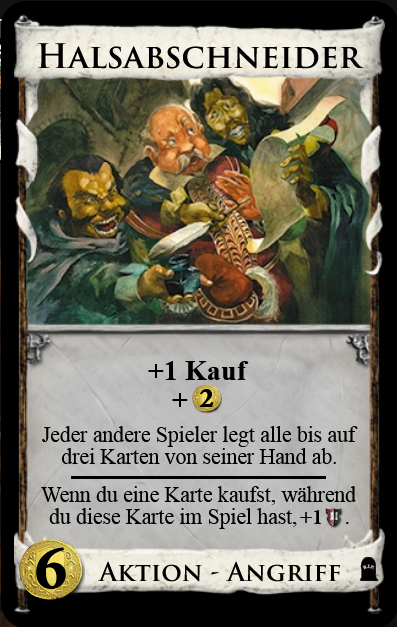 HALSABSCHNEIDER
+1 Kauf
+ 2
Jeder andere Spieler legt alle bis auf
drei Karten von seiner Hand ab.
Wenn du eine Karte kaufst, während
du diese Karte im Spiel hast, +1.
6 AKTION - ANGRIFF R.I.P.